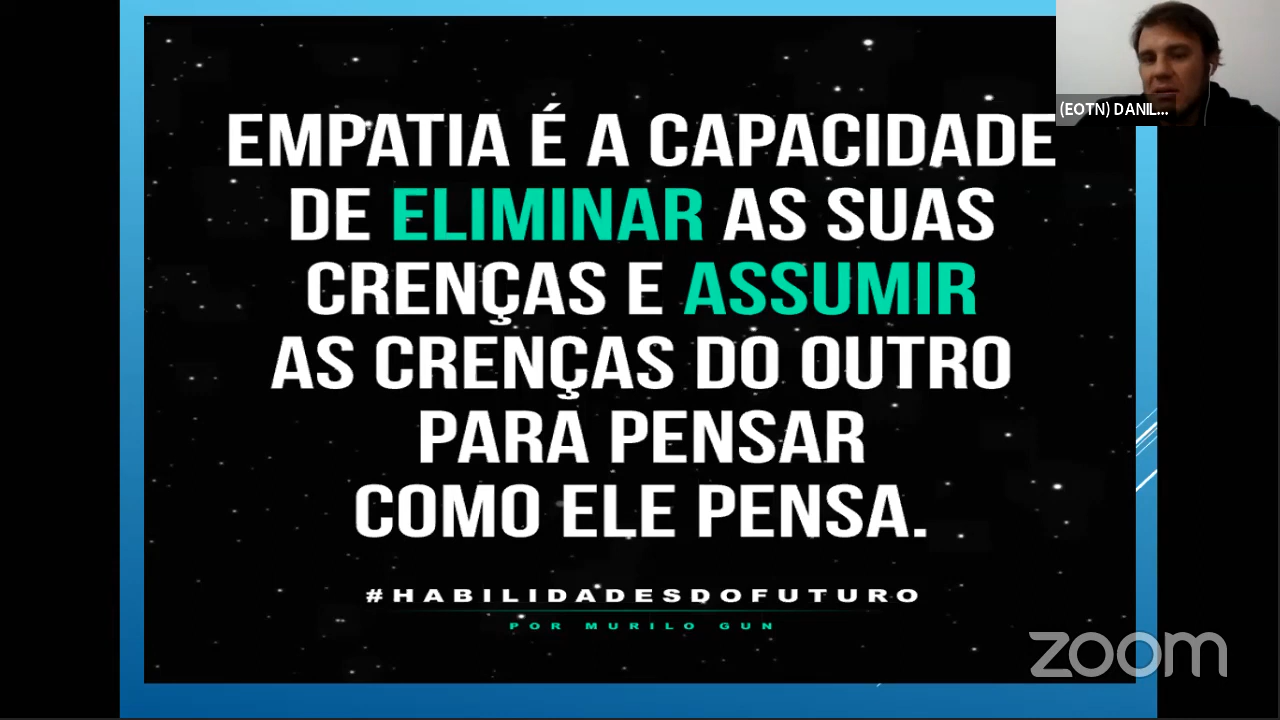 EMPATIA É A CAPACIDADE
DE ELIMINAR AS SUAS
CRENÇAS E ASSUMIR
AS CRENÇAS DO OUTRO
PARA PENSAR
COMO ELE PENSA.
#HABILIDADESDOFUTURO
POR MURILO GUN
(EOTN) DANIL...
zoom